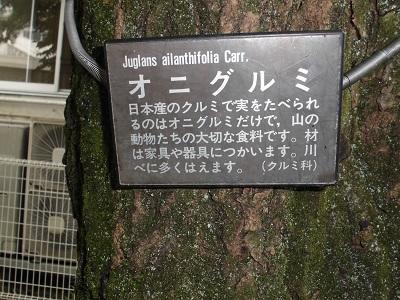 Juglans ailanthifolia Carr.
オニグルミ
日本産のクルミで実をたべられ
るのはオニグルミだけで，山の
動物たちの大切な食料です。材
は家具や器具につかいます。川
べに多くはえます。（クルミ科）